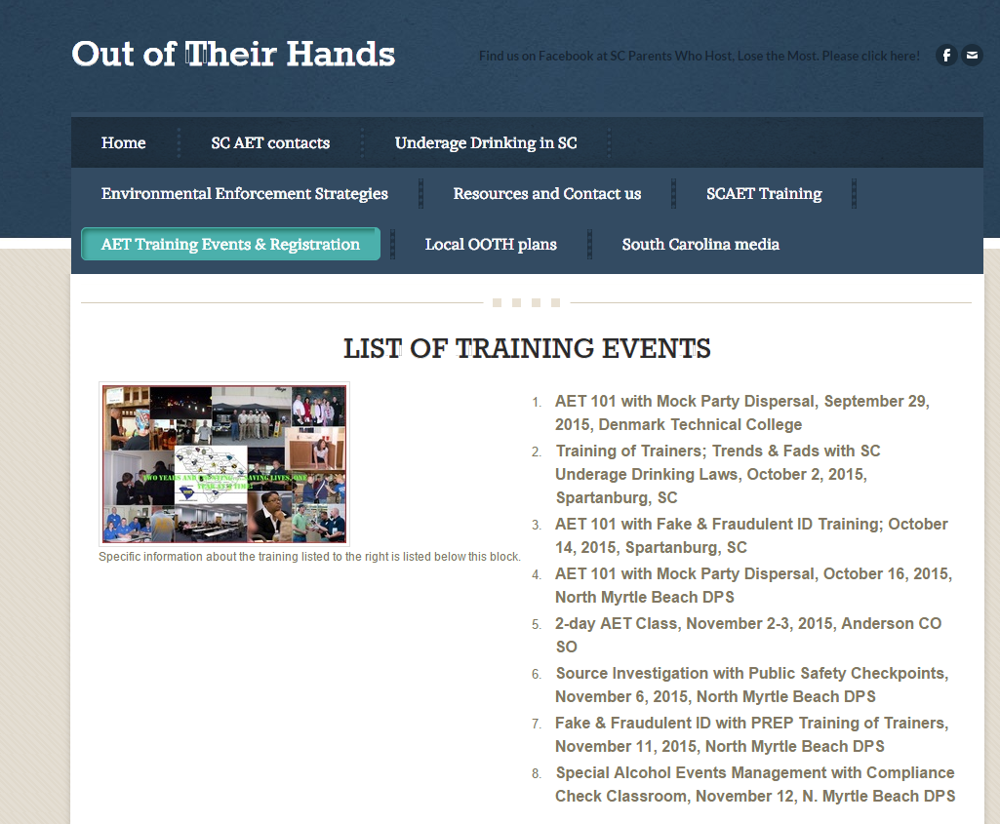 Out of Their Hands
Find us on Facebook at SC Parents Who Host, Lose the Most. Please click here!
Home
SC AET contacts
Underage Drinking in SC
Environmental Enforcement Strategies
Resources and Contact us
SCAET Training
AET Training Events & Registration
Local OOTH plans
South Carolina media
LIST OF TRAINING EVENTS
TWO YEARS AND COUNTING... SAVING LIVES, ONE
YEAR AT A TIME!
Specific information about the training listed to the right is listed below this block.
1. AET 101 with Mock Party Dispersal, September 29,
2015, Denmark Technical College
2. Training of Trainers; Trends & Fads with SC
Underage Drinking Laws, October 2, 2015,
Spartanburg, SC
3. AET 101 with Fake & Fraudulent ID Training; October
14, 2015, Spartanburg, SC
4. AET 101 with Mock Party Dispersal, October 16, 2015,
North Myrtle Beach DPS
5. 2-day AET Class, November 2-3, 2015, Anderson CO
SO
6. Source Investigation with Public Safety Checkpoints,
November 6, 2015, North Myrtle Beach DPS
7. Fake & Fraudulent ID with PREP Training of Trainers,
November 11, 2015, North Myrtle Beach DPS
8. Special Alcohol Events Management with Compliance
Check Classroom, November 12, N. Myrtle Beach DPS